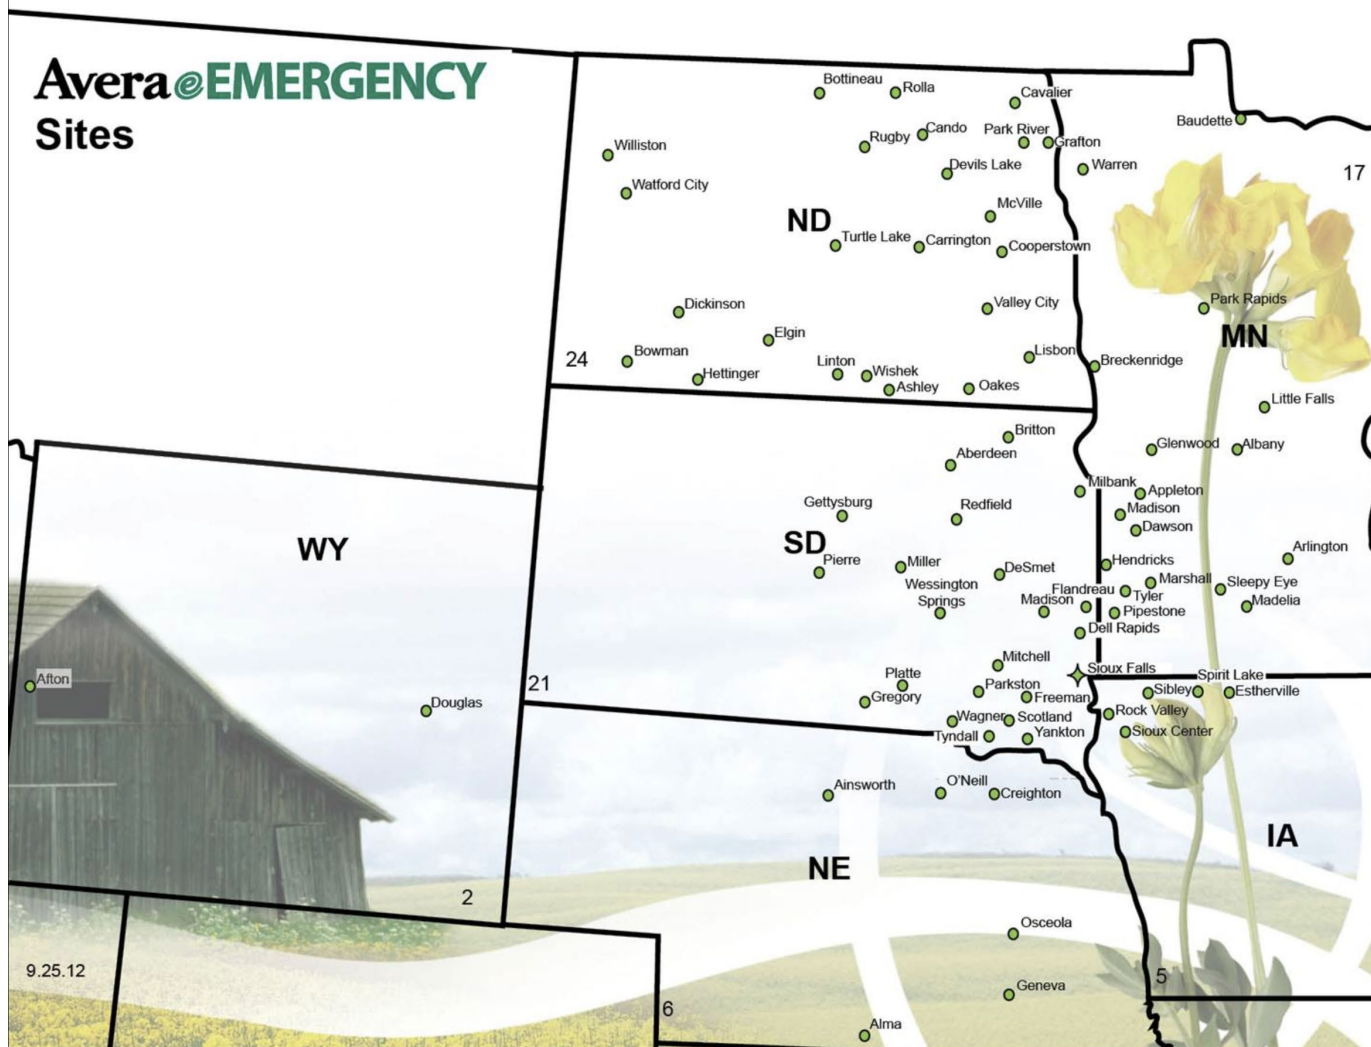 Avera eEMERGENCY
Sites
Bottineau
Rolla
Cavalier
Baudette
Rugby
Cando
Park River
Grafton
Williston
Devils Lake
Warren
17
Watford City
McVille
ND
Turtle Lake
Carrington
Cooperstown
Dickinson
Valley City
Park Rapids
Elgin
MN
Bowman
24
Hettinger
Linton
Wishek
Ashley
Oakes
Lisbon
Breckenridge
Little Falls
Britton
Aberdeen
Glenwood
Albany
Milbank
Appleton
Gettysburg
Redfield
Madison
Dawson
WY
SD
Pierre
Miller
DeSmet
Hendricks
Arlington
Wessington
Springs
Flandreau
Marshall
Sleepy Eye
Tyler
Madison
Pipestone
Madelia
Dell Rapids
Mitchell
Sioux Falls
Afton
21
Platte
Parkston
Spirit Lake
Gregory
Freeman
Sibley
Estherville
Douglas
Wagner
Scotland
Rock Valley
Tyndall
Yankton
Sioux Center
Ainsworth
O'Neill
Creighton
IA
NE
2
Osceola
9.25.12
5
Geneva
6
Alma